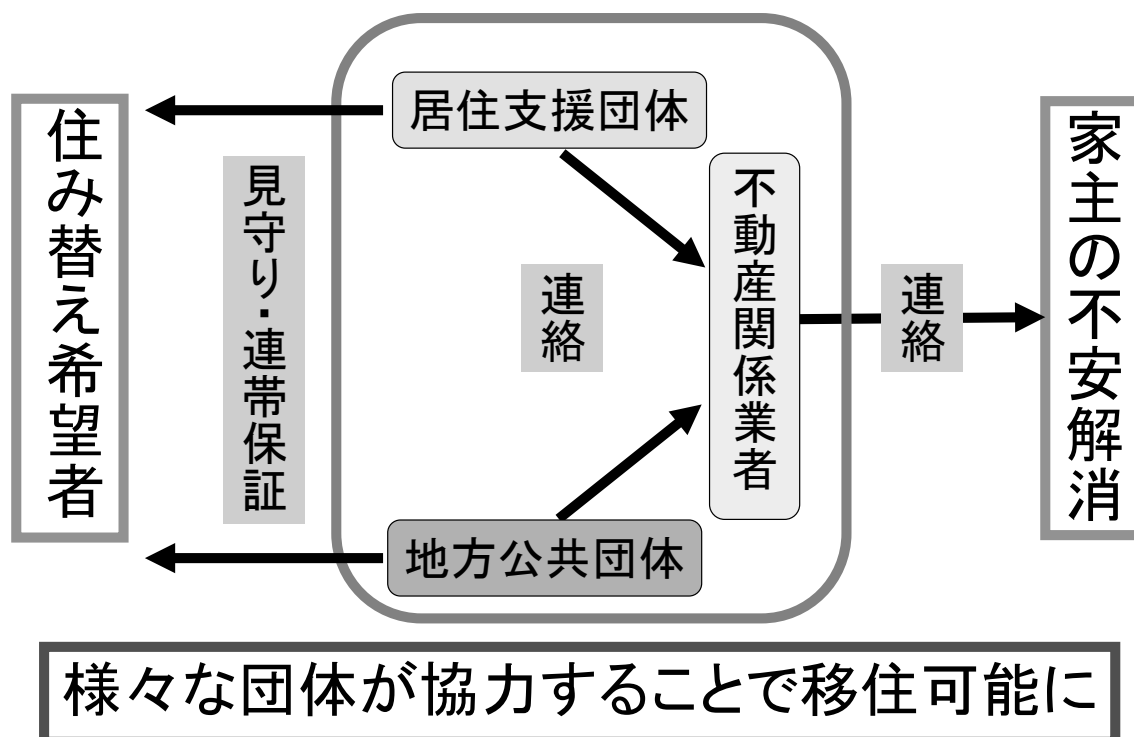 住み替え希望者
見守り・連帯保証
居住支援団体
連絡
地方公共団体
不動産関係業者
連絡
家主の不安解消
様々な団体が協力することで移住可能に